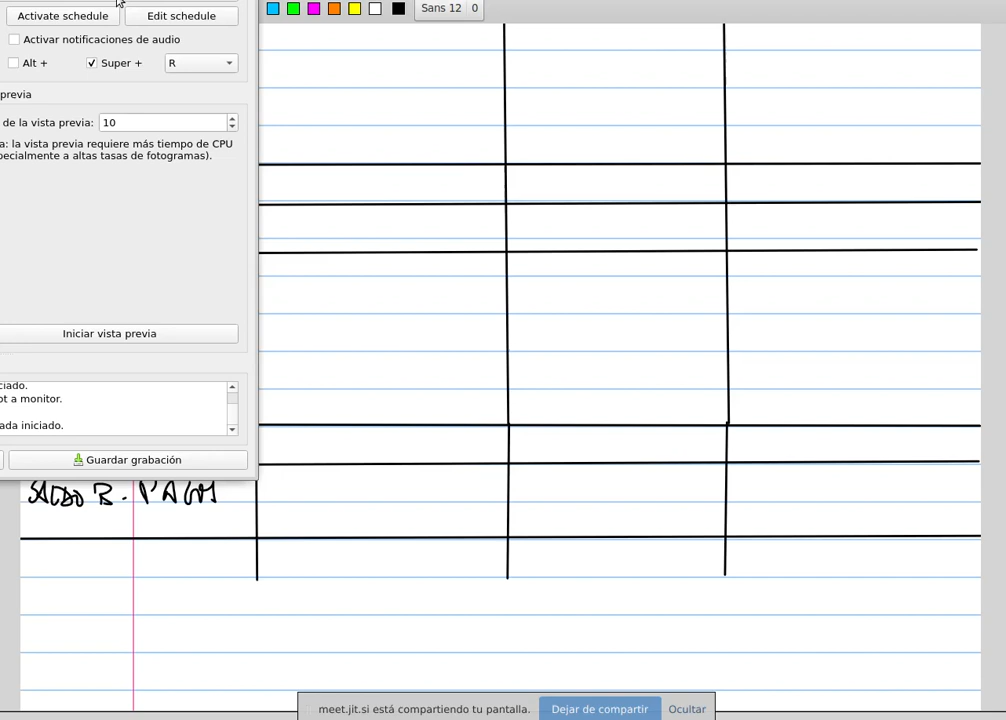 Sans 12 0
Activate schedule Edit schedule
Activar notificaciones de audio
Alt + Super + R
previa
de la vista previa: 10
a: la vista previa requiere más tiempo de CPU
pecialmente a altas tasas de fotogramas).
Iniciar vista previa
ciado.
ot a monitor.
ada iniciado.
Guardar grabación
SALDO B. PAGOS
meet.jit.si está compartiendo tu pantalla. Dejar de compartir Ocultar